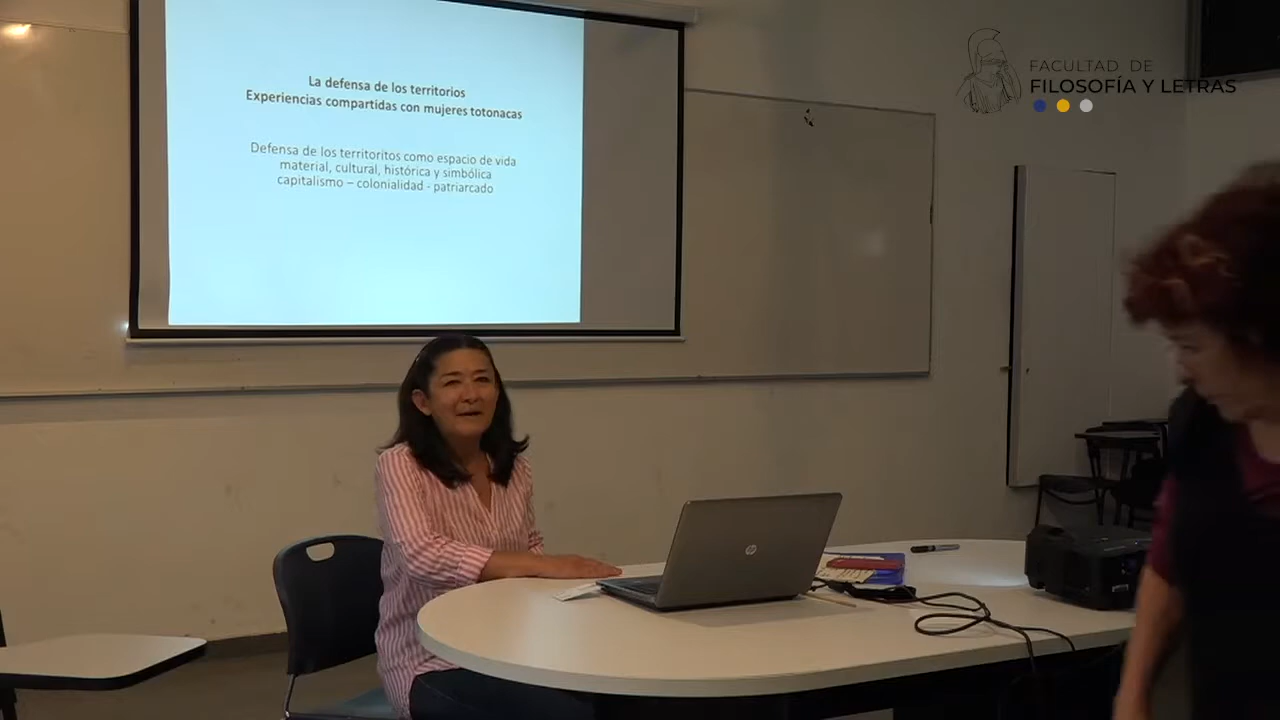 La defensa de los territorios
Experiencias compartidas con mujeres totonacas
Defensa de los territoritos como espacio de vida
material, cultural, histórica y simbólica
capitalismo – colonialidad - patriarcado
FACULTAD DE
FILOSOFÍA Y LETRAS
hp